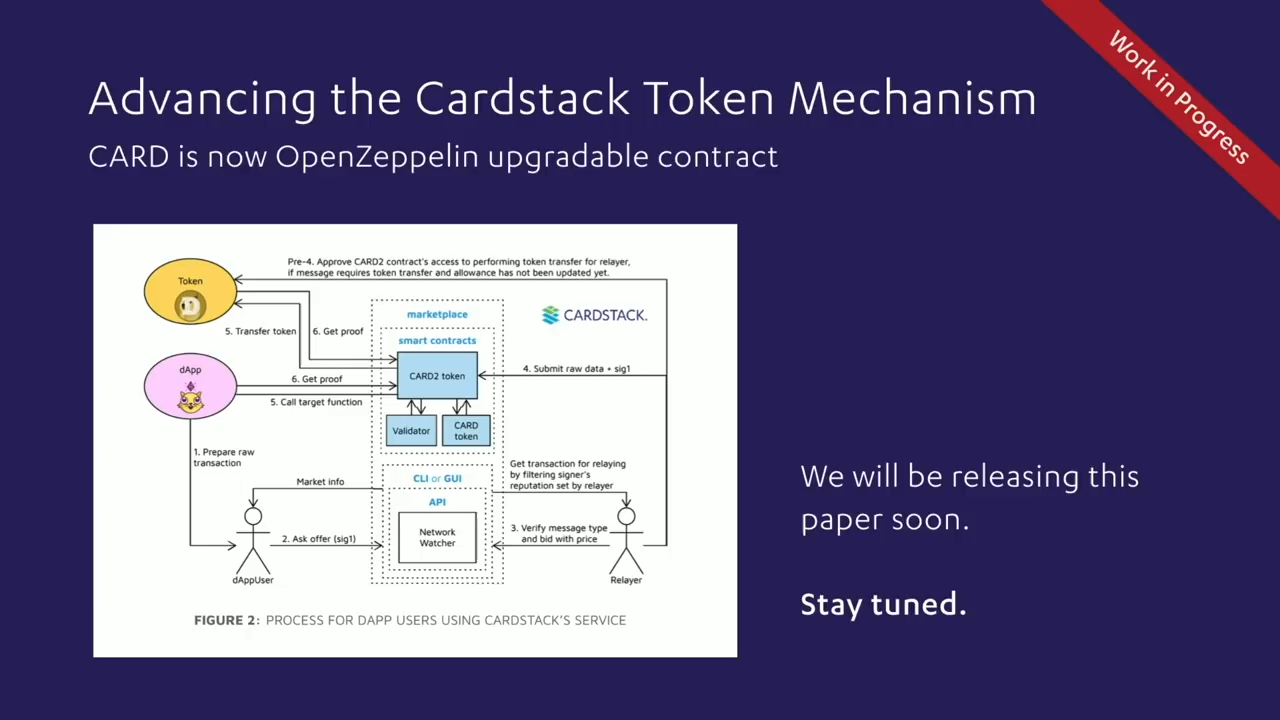 Work in Progress
Advancing the Cardstack Token Mechanism
CARD is now OpenZeppelin upgradable contract
Pre-4. Approve CARD2 contract's access to performing token transfer for relayer,
if message requires token transfer and allowance has not been updated yet.
Token
marketplace
CARDSTACK.
5. Transfer token
6. Get proof
smart contracts
dApp
CARD2 token
4. Submit raw data + sig1
6. Get proof
5. Call target function
Validator
CARD
token
1. Prepare raw
transaction
Get transaction for relaying
by filtering signer's
reputation set by relayer
Market info
CLI or GUI
API
Network
Watcher
2. Ask offer (sig1)
3. Verify message type
and bid with price
dAppUser
Relayer
FIGURE 2: PROCESS FOR DAPP USERS USING CARDSTACK'S SERVICE
We will be releasing this
paper soon.
Stay tuned.